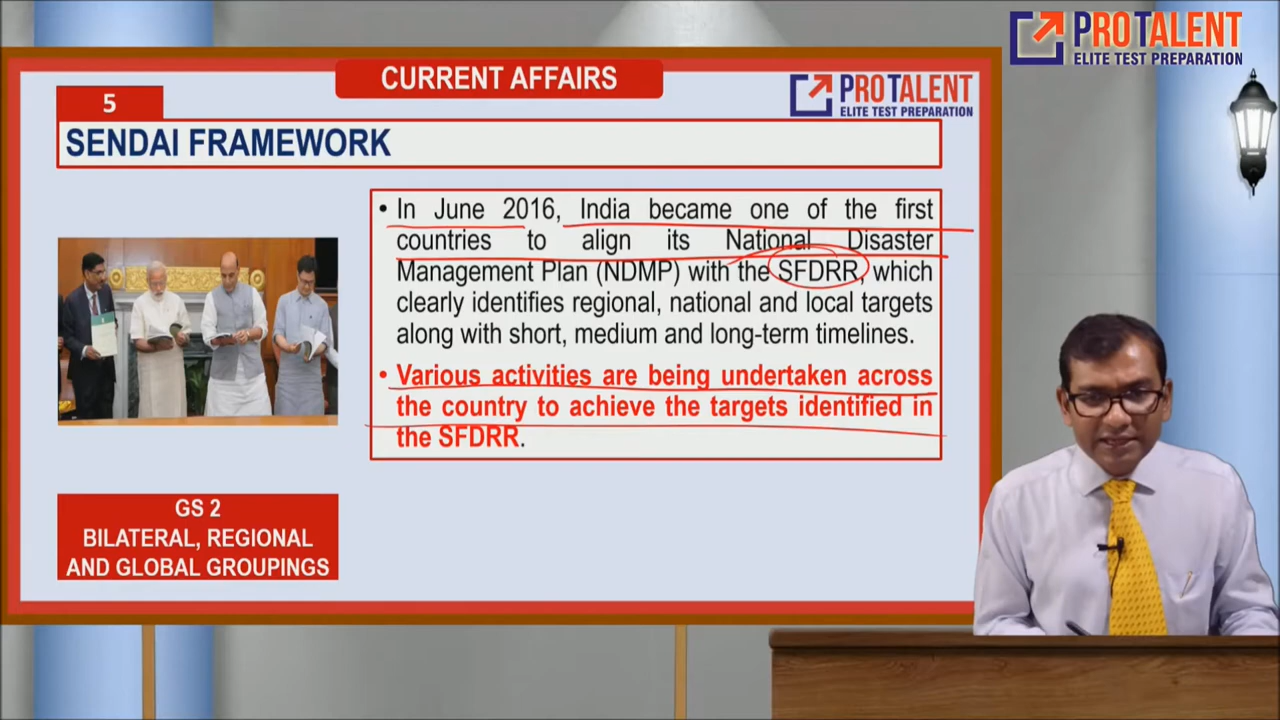 PROTALENT
ELITE TEST PREPARATION
CURRENT AFFAIRS
PROTALENT
ELITE TEST PREPARATION
5
SENDAI FRAMEWORK
• In June 2016, India became one of the first
countries to align its National Disaster
Management Plan (NDMP) with the SFDRR, which
clearly identifies regional, national and local targets
along with short, medium and long-term timelines.
• Various activities are being undertaken across
the country to achieve the targets identified in
the SFDRR.
GS 2
BILATERAL, REGIONAL
AND GLOBAL GROUPINGS